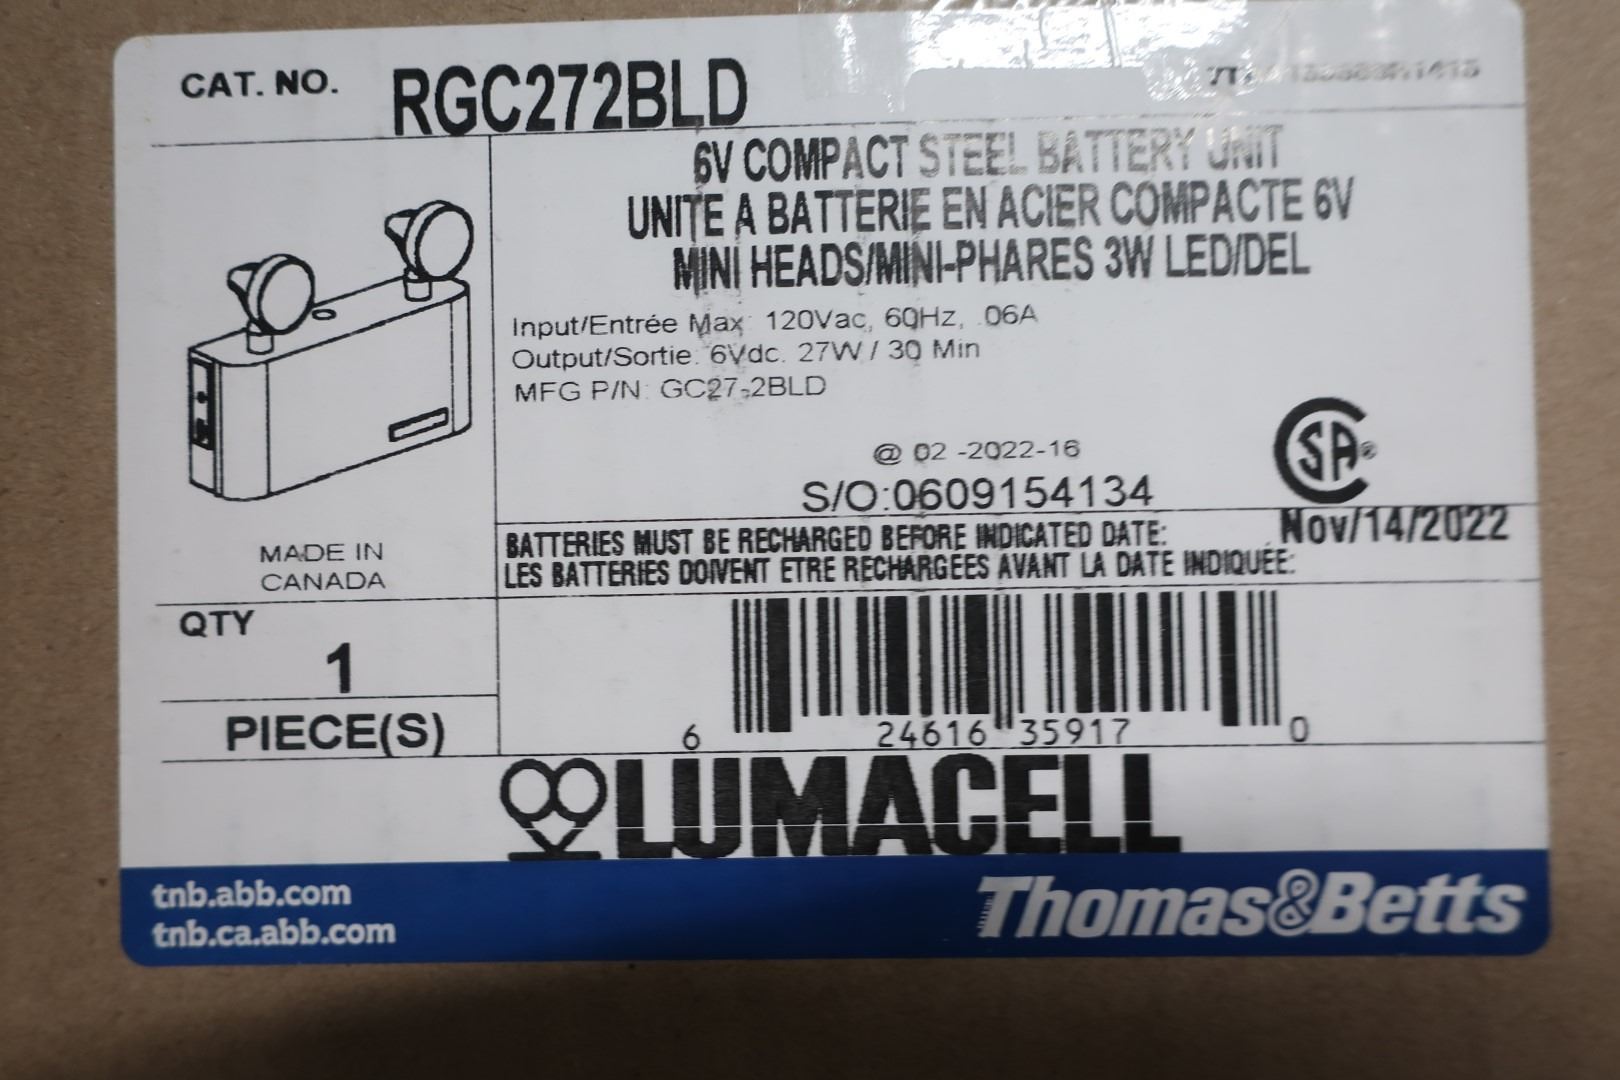 CAT. NO. RGC272BLD
6V COMPACT STEEL BATTERY UNIT
UNITE A BATTERIE EN ACIER COMPACTE 6V
MINI HEADS/MINI-PHARES 3W LED/DEL
Input/Entrée Max: 120Vac, 60Hz, .06A
Output/Sortie: 6Vdc. 27W / 30 Min
MFG P/N: GC27-2BLD
@ 02 -2022-16
S/O:0609154134
CSA®
MADE IN
CANADA
BATTERIES MUST BE RECHARGED BEFORE INDICATED DATE: Nov/14/2022
LES BATTERIES DOIVENT ETRE RECHARGEES AVANT LA DATE INDIQUÉE:
QTY
1
PIECE(S)
6 24616 35917 0
LUMACELL
tnb.abb.com
tnb.ca.abb.com
Thomas&Betts